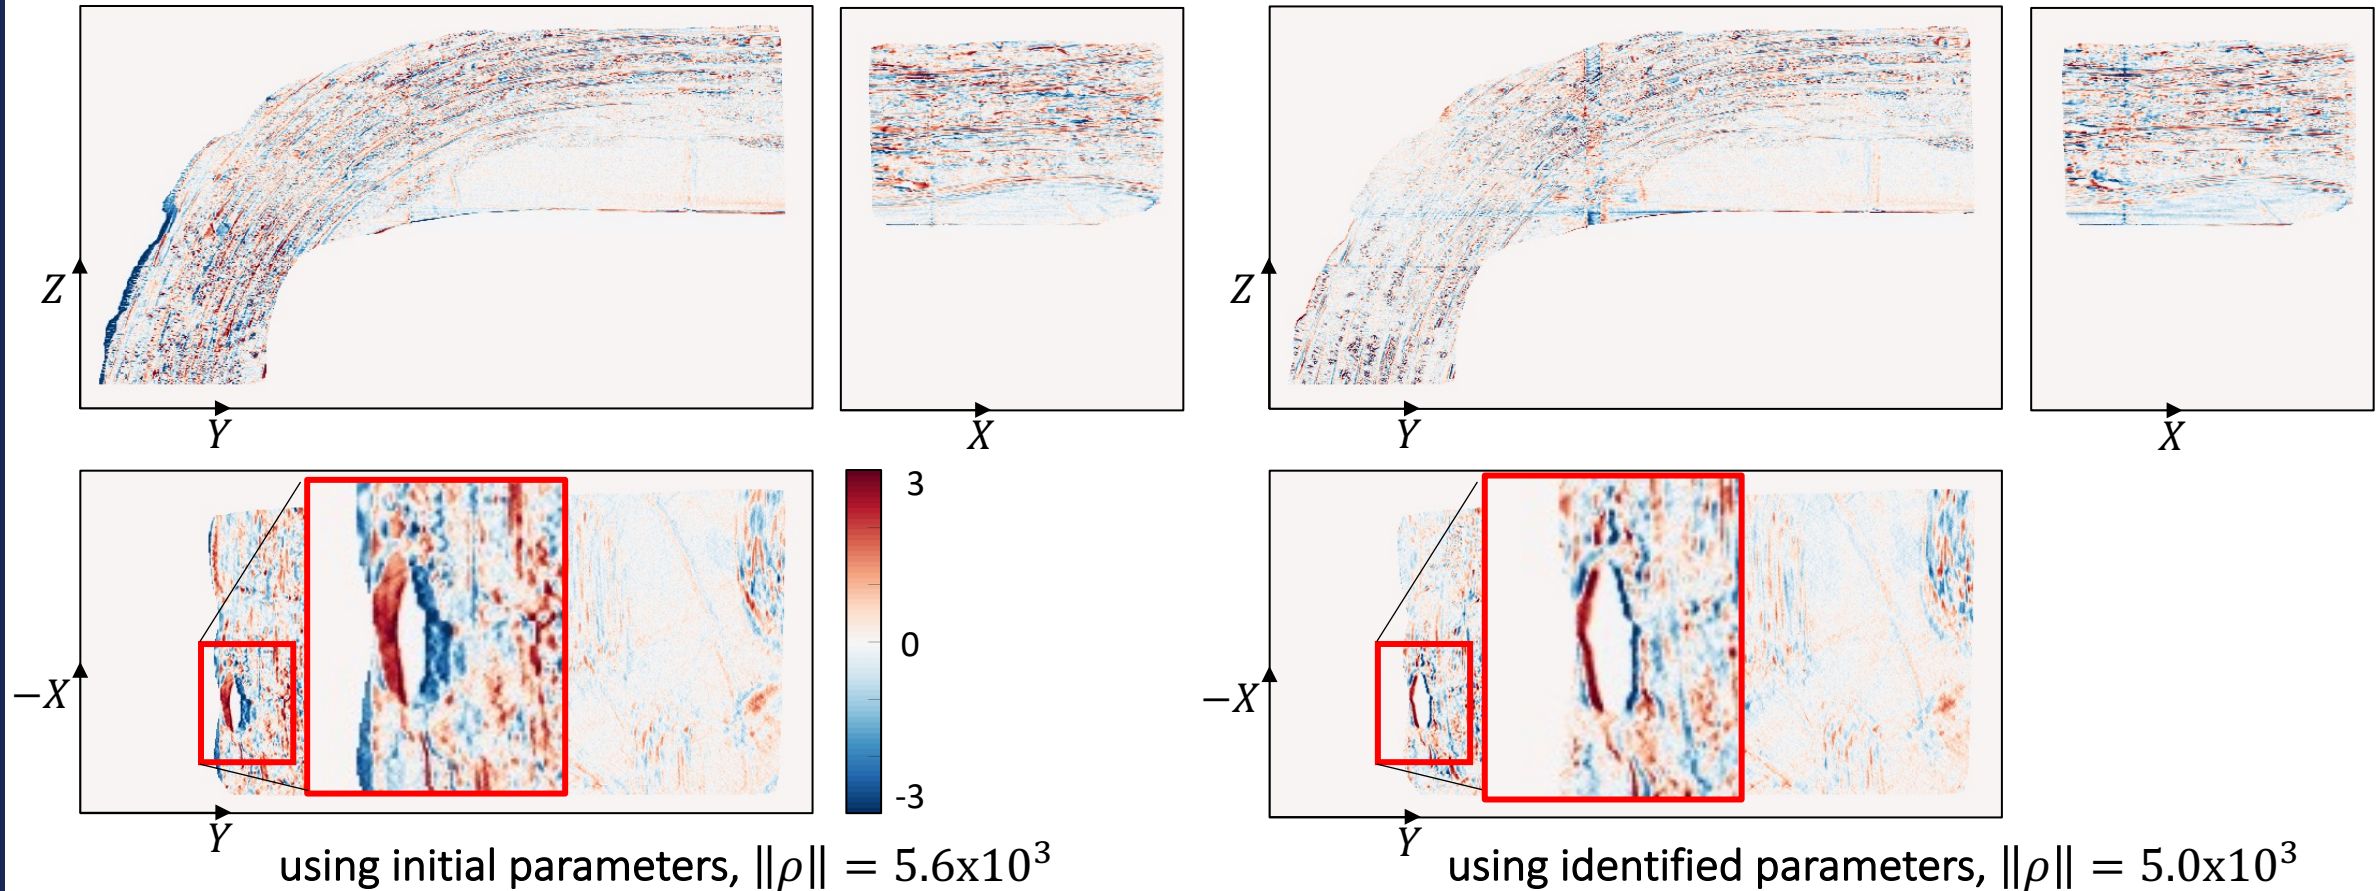 Z
Y
X
Z
Y
X
−X
Y
3
0
-3
−X
Y
using initial parameters, ‖ρ‖ = 5.6x10³
using identified parameters, ‖ρ‖ = 5.0x10³